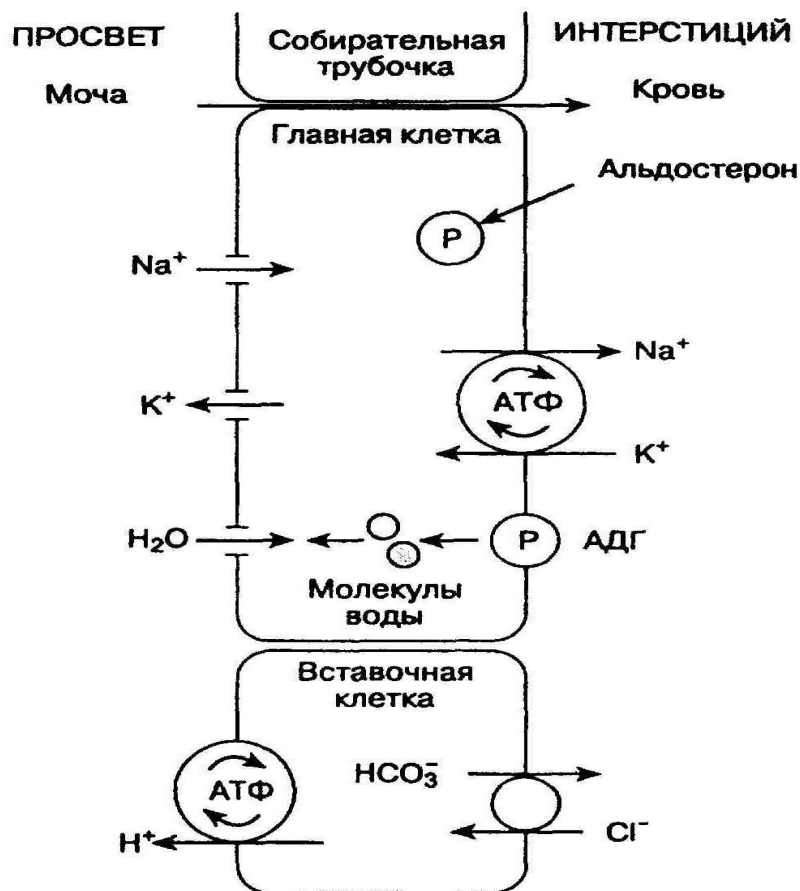 ПРОСВЕТ
Собирательная
трубочка
ИНТЕРСТИЦИЙ
Моча
Кровь
Главная клетка
Альдостерон
Р
Na⁺
Na⁺
АТФ
K⁺
K⁺
H₂O
Р
АДГ
Молекулы
воды
Вставочная
клетка
HCO₃⁻
АТФ
H⁺
Cl⁻